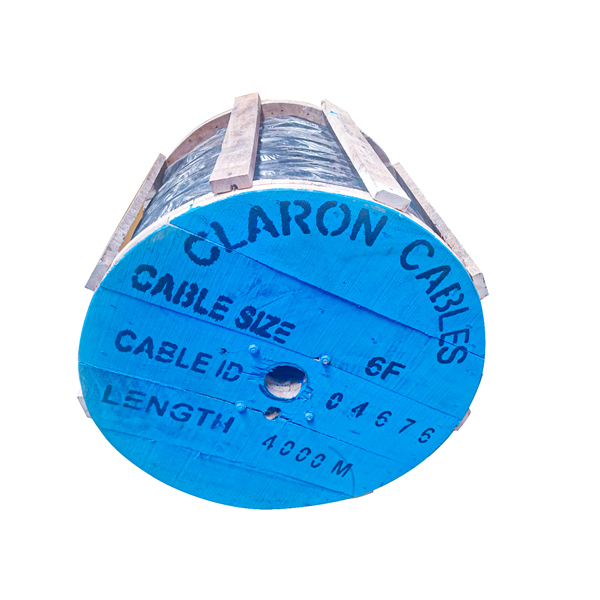 CLARON CABLES
CABLE SIZE 6F
CABLE ID 04676
LENGTH 4000 M